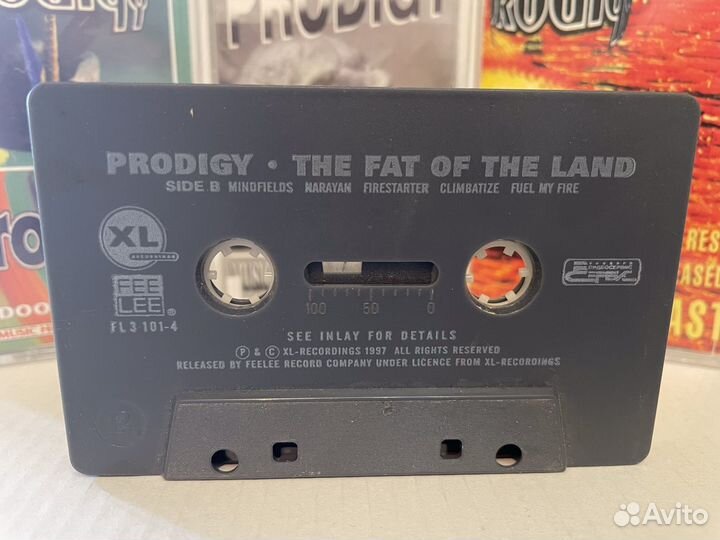 PRODIGY
PRODIGY • THE FAT OF THE LAND
SIDE B MINDFIELDS NARAYAN FIRESTARTER CLIMBATIZE FUEL MY FIRE
XL
RECORDINGS
FEE
LEE ®
FL 3 101-4
100 50 0
SEE INLAY FOR DETAILS
Ⓟ & © XL-RECORDINGS 1997 ALL RIGHTS RESERVED
RELEASED BY FEELEE RECORD COMPANY UNDER LICENCE FROM XL-RECORDINGS
Avito